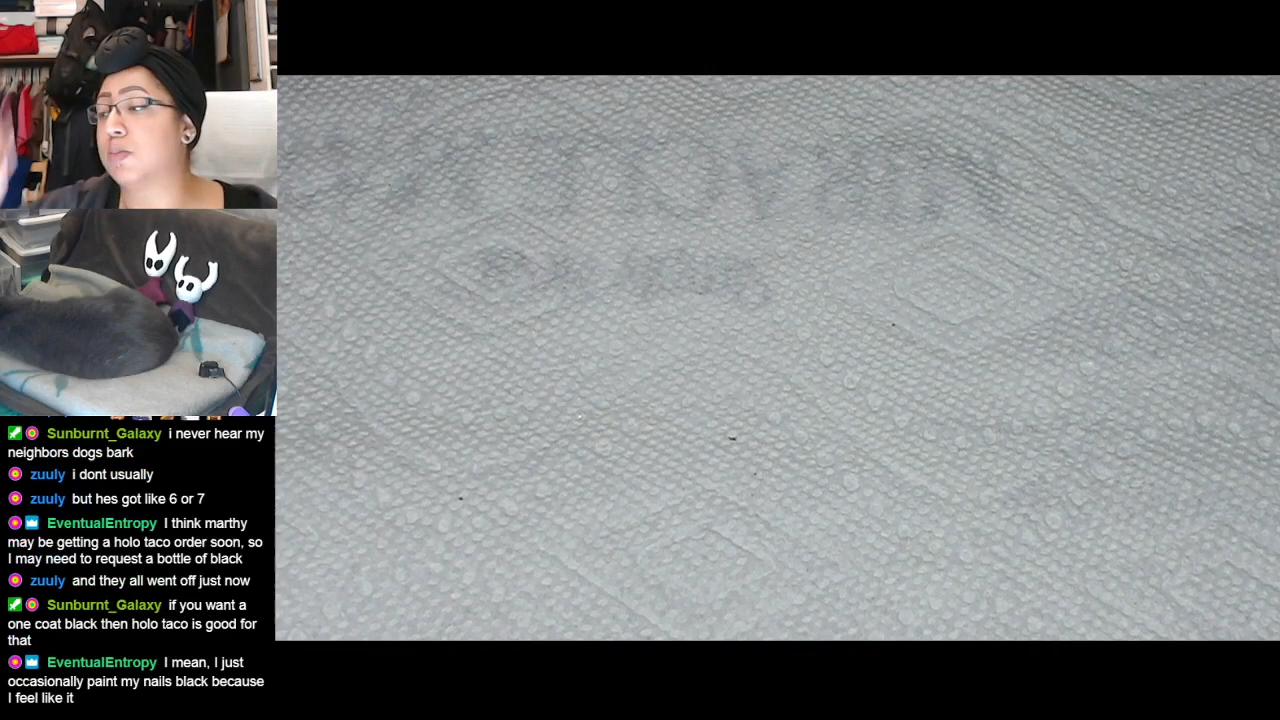 Sunburnt_Galaxy i never hear my
neighbors dogs bark
zuuly i dont usually
zuuly but hes got like 6 or 7
EventualEntropy I think marthy
may be getting a holo taco order soon, so
I may need to request a bottle of black
zuuly and they all went off just now
Sunburnt_Galaxy if you want a
one coat black then holo taco is good for
that
EventualEntropy I mean, I just
occasionally paint my nails black because
I feel like it